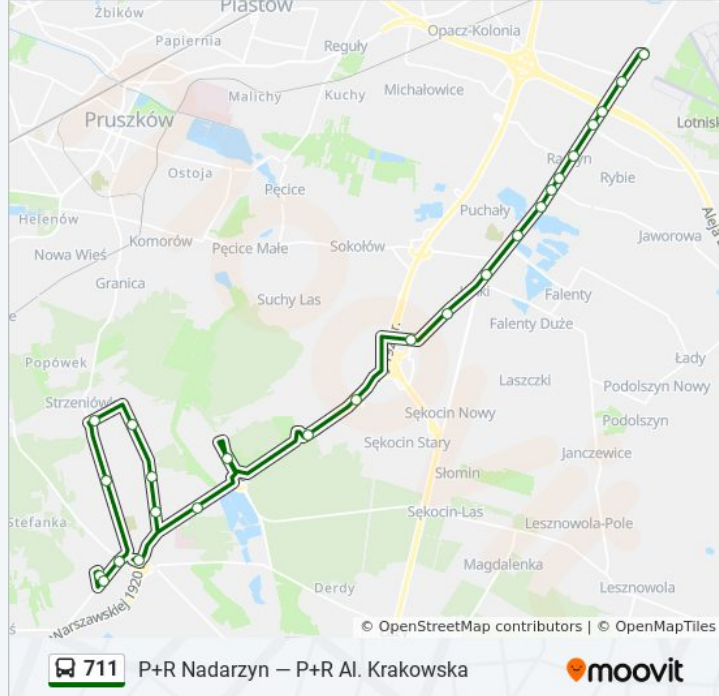 Piastów
Żbików
Papiernia
Reguły
Opacz-Kolonia
Malichy
Kuchy
Michałowice
Pruszków
Lotnisk
Ostoja
Pęcice
Rybie
Helenów
Puchały
Aleja
Komorów
Pęcice Małe
Sokołów
Jaworowa
Nowa Wieś
Granica
Suchy Las
Falenty
Falenty Duże
Popówek
Łady
Laszczki
Podolszyn Nowy
Strzeniów
Sękocin Nowy
Podolszyn
Sękocin Stary
Janczewice
Słomin
Stefanka
Sękocin-Las
Lesznowola-Pole
Magdalenka
Derdy
Lesznowola
Warszawskiej 1920
© OpenStreetMap contributors | © OpenMapTiles
711 P+R Nadarzyn — P+R Al. Krakowska
moovit